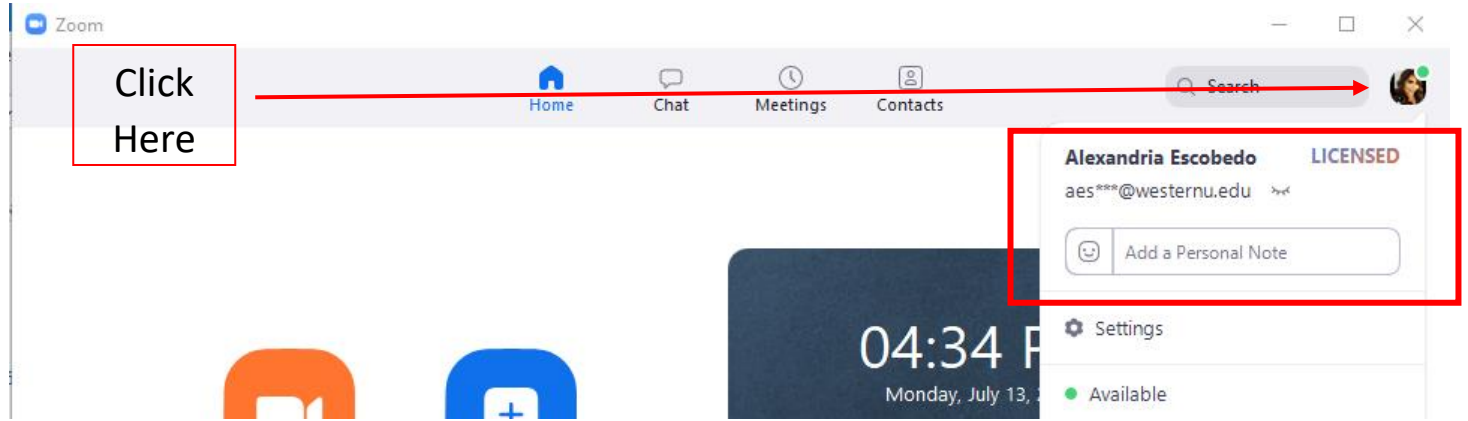 Zoom
Click
Here
Home
Chat
Meetings
Contacts
Search
Alexandria Escobedo LICENSED
aes***@westernu.edu
Add a Personal Note
Settings
04:34 P
Monday, July 13,
Available